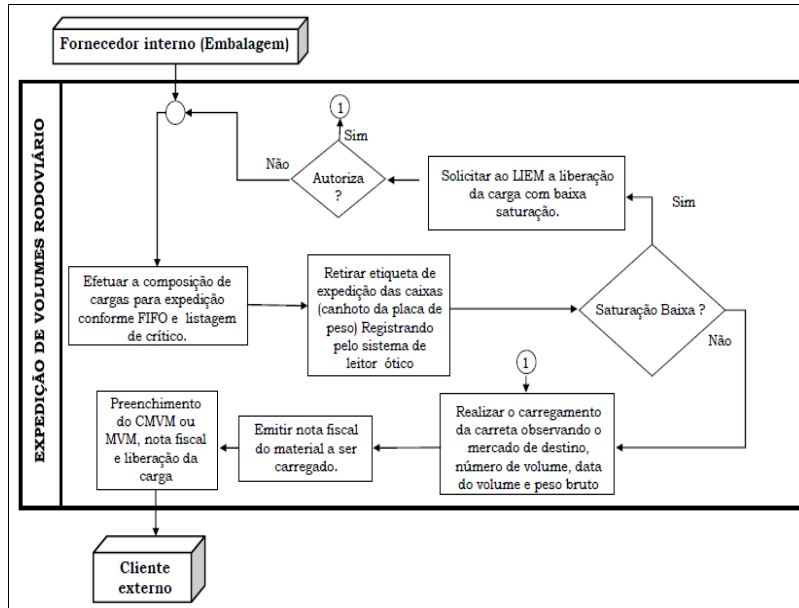 Fornecedor interno (Embalagem)
EXPEDIÇÃO DE VOLUMES RODOVIÁRIO
1
Sim
Não
Autoriza
?
Solicitar ao LIEM a liberação
da carga com baixa
saturação.
Sim
Efetuar a composição de
cargas para expedição
conforme FIFO e listagem
de crítico.
Retirar etiqueta de
expedição das caixas
(canhoto da placa de
peso) Registrando
pelo sistema de
leitor ótico
Saturação Baixa ?
Não
1
Preenchimento
do CMVM ou
MVM, nota fiscal
e liberação da
carga
Emitir nota fiscal
do material a ser
carregado.
Realizar o carregamento
da carreta observando o
mercado de destino,
número de volume, data
do volume e peso bruto
Cliente
externo